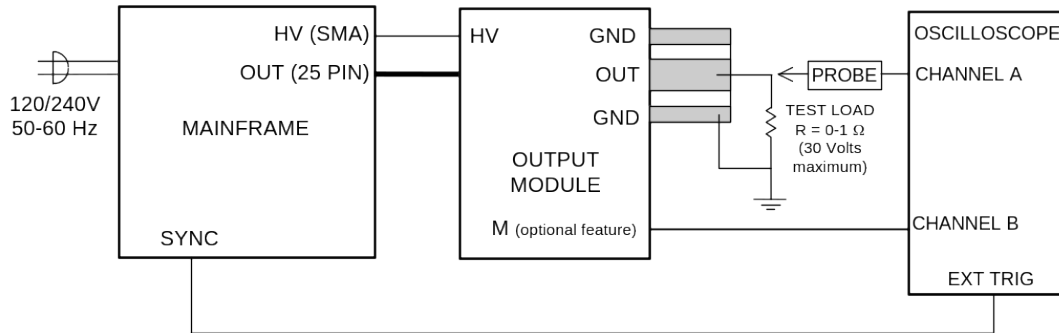 120/240V
50-60 Hz
HV (SMA)
OUT (25 PIN)
MAINFRAME
SYNC
HV
GND
OUT
GND
OUTPUT
MODULE
M (optional feature)
TEST LOAD
R = 0-1 Ω
(30 Volts
maximum)
PROBE
OSCILLOSCOPE
CHANNEL A
CHANNEL B
EXT TRIG